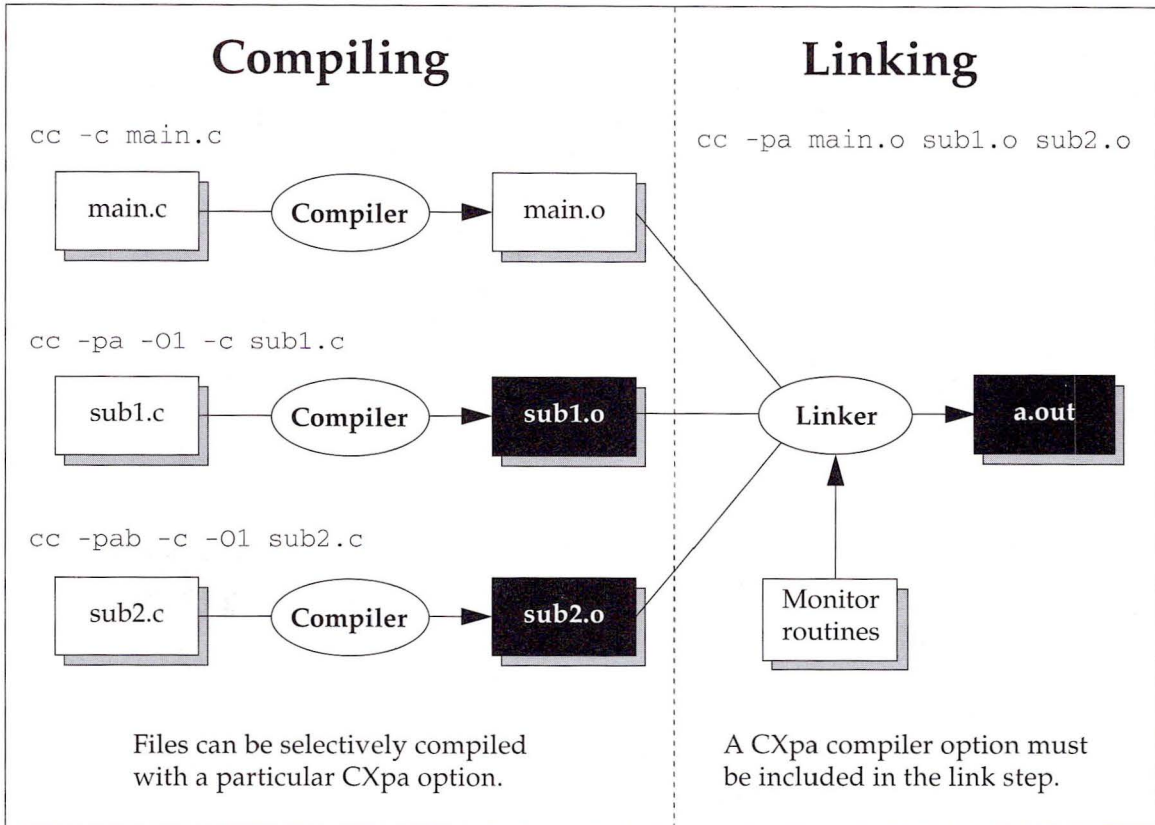 Compiling
cc -c main.c
main.c
Compiler
main.o
cc -pa -O1 -c sub1.c
sub1.c
Compiler
sub1.o
cc -pab -c -O1 sub2.c
sub2.c
Compiler
sub2.o
Files can be selectively compiled
with a particular CXpa option.
Linking
cc -pa main.o sub1.o sub2.o
Linker
a.out
Monitor
routines
A CXpa compiler option must
be included in the link step.